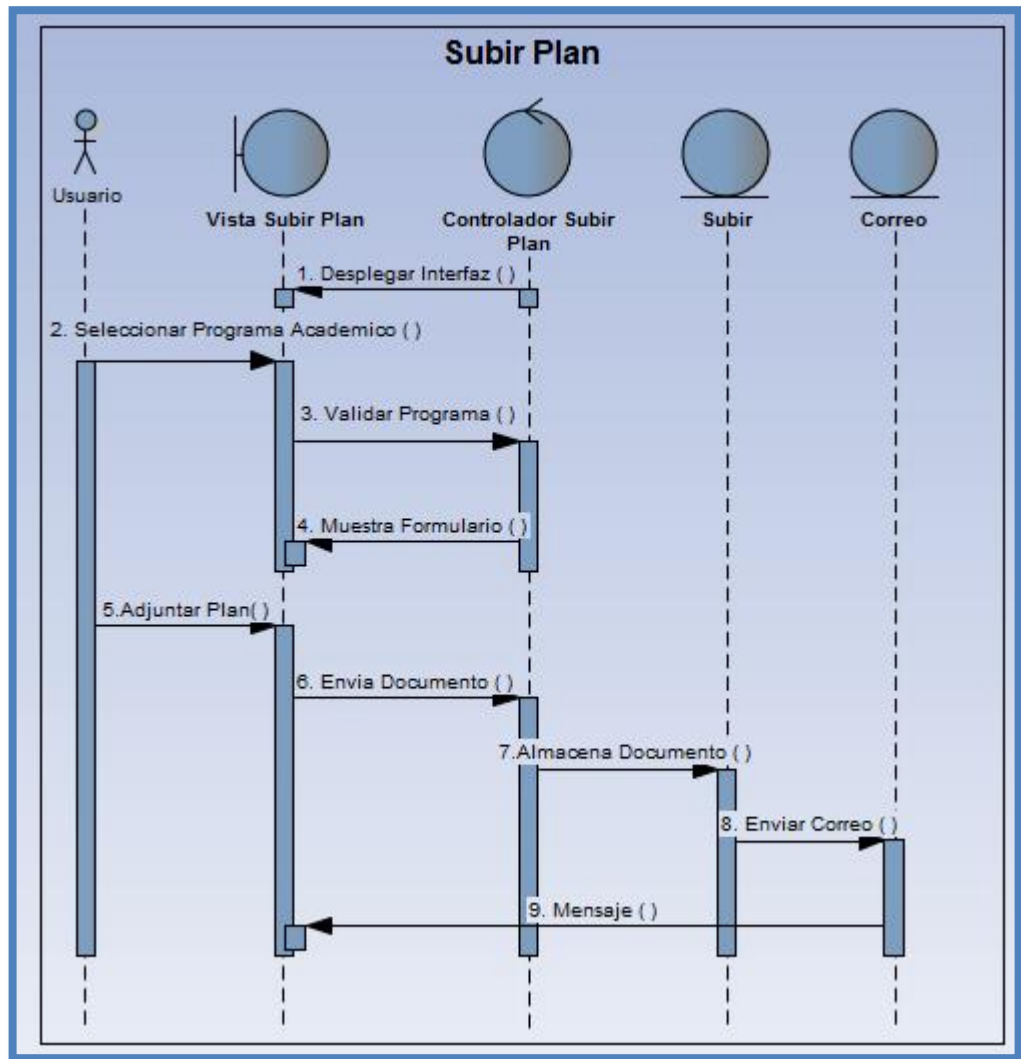 Subir Plan
Usuario
Vista Subir Plan
Controlador Subir
Plan
Subir
Correo
1. Desplegar Interfaz ( )
2. Seleccionar Programa Academico ( )
3. Validar Programa ( )
4. Muestra Formulario ( )
5.Adjuntar Plan( )
6. Envia Documento ( )
7.Almacena Documento ( )
8. Enviar Correo ( )
9. Mensaje ( )